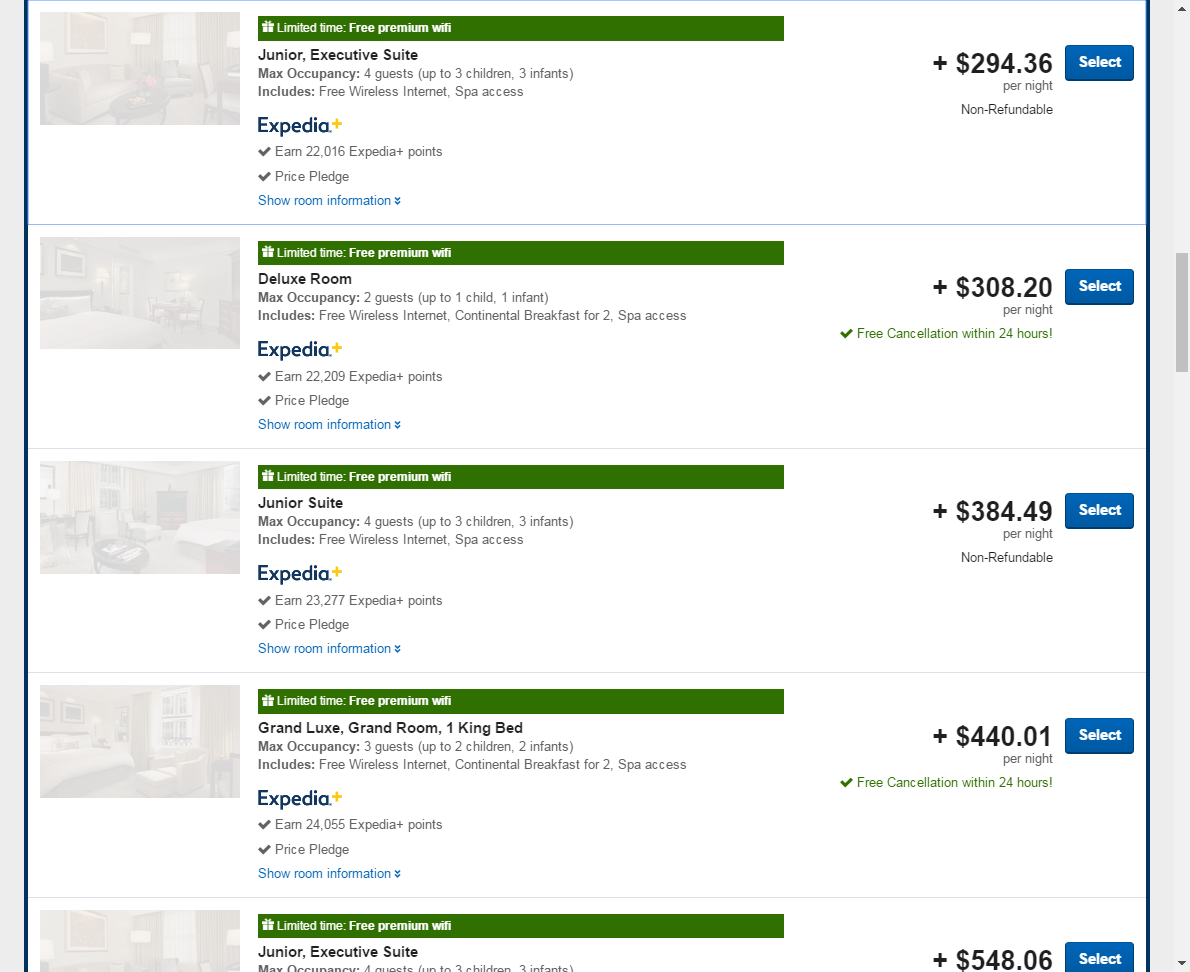 Limited time: Free premium wifi
Junior, Executive Suite
Max Occupancy: 4 guests (up to 3 children, 3 infants)
Includes: Free Wireless Internet, Spa access
+ $294.36
per night
Non-Refundable
Select
Expedia+
Earn 22,016 Expedia+ points
Price Pledge
Show room information
Limited time: Free premium wifi
Deluxe Room
Max Occupancy: 2 guests (up to 1 child, 1 infant)
Includes: Free Wireless Internet, Continental Breakfast for 2, Spa access
+ $308.20
per night
Free Cancellation within 24 hours!
Select
Expedia+
Earn 22,209 Expedia+ points
Price Pledge
Show room information
Limited time: Free premium wifi
Junior Suite
Max Occupancy: 4 guests (up to 3 children, 3 infants)
Includes: Free Wireless Internet, Spa access
+ $384.49
per night
Non-Refundable
Select
Expedia+
Earn 23,277 Expedia+ points
Price Pledge
Show room information
Limited time: Free premium wifi
Grand Luxe, Grand Room, 1 King Bed
Max Occupancy: 3 guests (up to 2 children, 2 infants)
Includes: Free Wireless Internet, Continental Breakfast for 2, Spa access
+ $440.01
per night
Free Cancellation within 24 hours!
Select
Expedia+
Earn 24,055 Expedia+ points
Price Pledge
Show room information
Limited time: Free premium wifi
Junior, Executive Suite
Max Occupancy: 4 guests (up to 3 children, 3 infants)
+ $548.06
Select